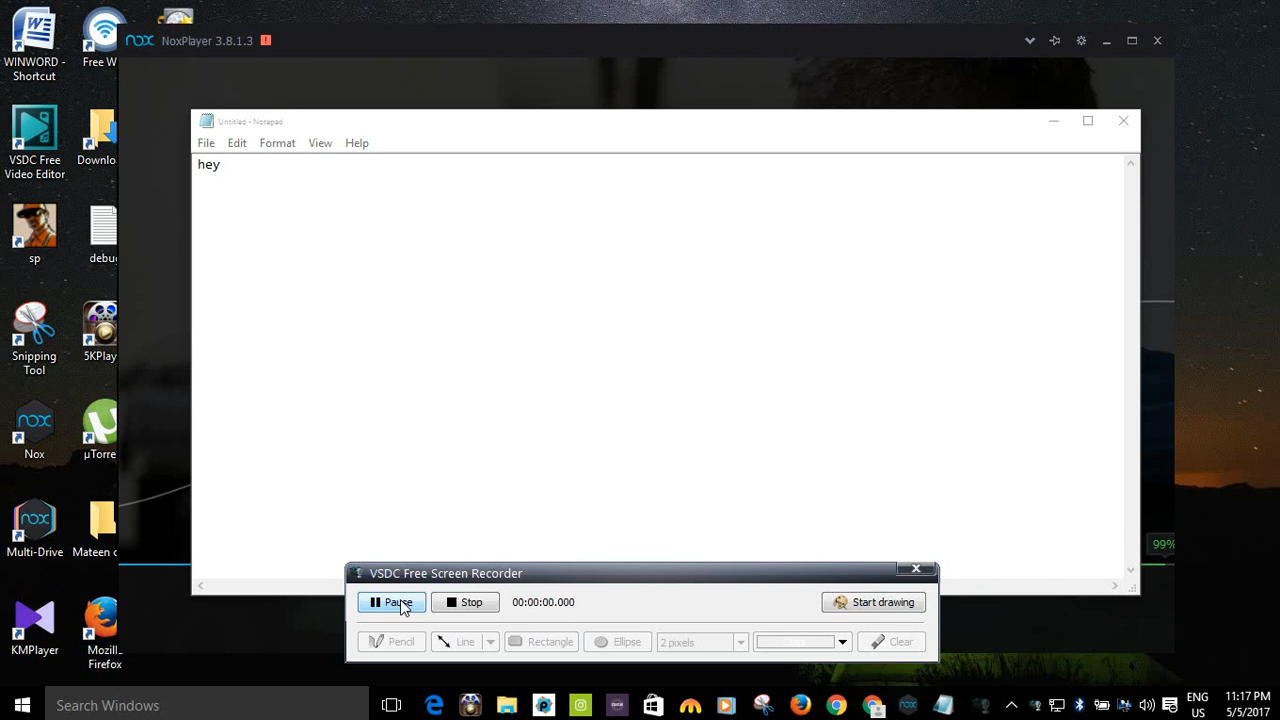 WINWORD -
Shortcut
Free W
VSDC Free
Video Editor
Downlo
sp
debug
Snipping
Tool
5KPlay
Nox
µTorre
Multi-Drive
Mateen c
KMPlayer
Mozill
Firefox
nox NoxPlayer 3.8.1.3
Untitled - Notepad
File Edit Format View Help
hey
99%
VSDC Free Screen Recorder
Pause Stop 00:00:00.000 Start drawing
Pencil Line Rectangle Ellipse 2 pixels Clear
Search Windows
ENG
US
11:17 PM
5/5/2017